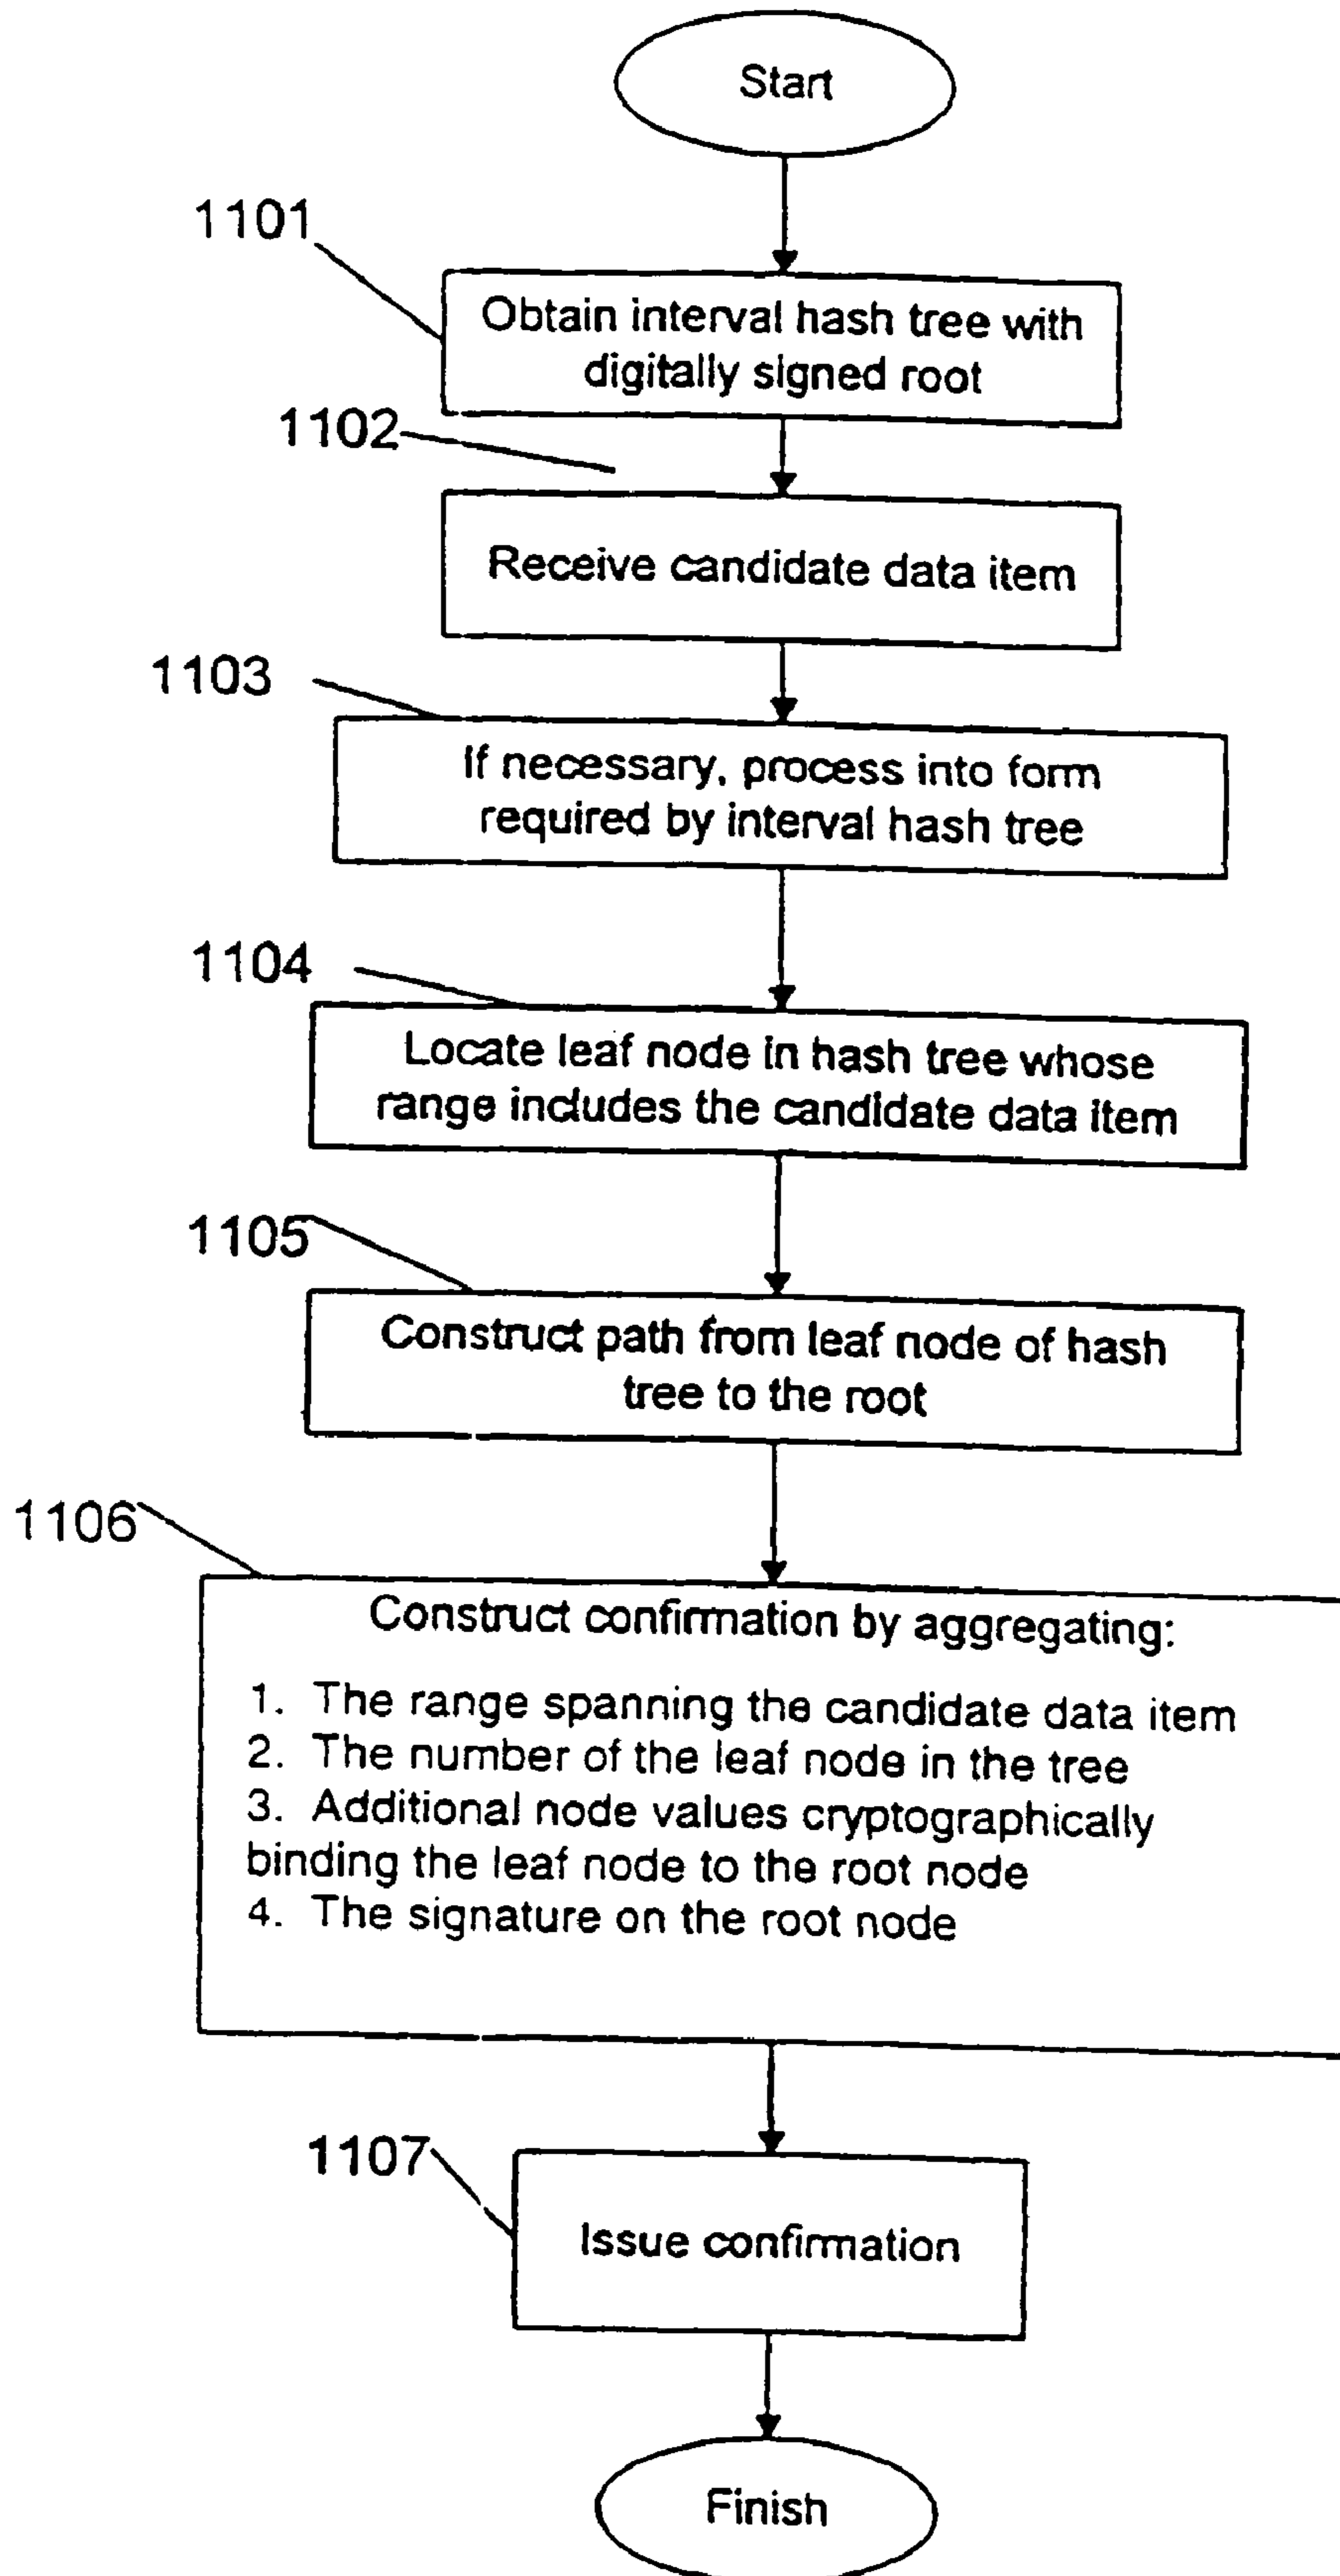 Start
1101
Obtain interval hash tree with
digitally signed root
1102
Receive candidate data item
1103
If necessary, process into form
required by interval hash tree
1104
Locate leaf node in hash tree whose
range includes the candidate data item
1105
Construct path from leaf node of hash
tree to the root
1106
Construct confirmation by aggregating:
1. The range spanning the candidate data item
2. The number of the leaf node in the tree
3. Additional node values cryptographically
binding the leaf node to the root node
4. The signature on the root node
1107
Issue confirmation
Finish